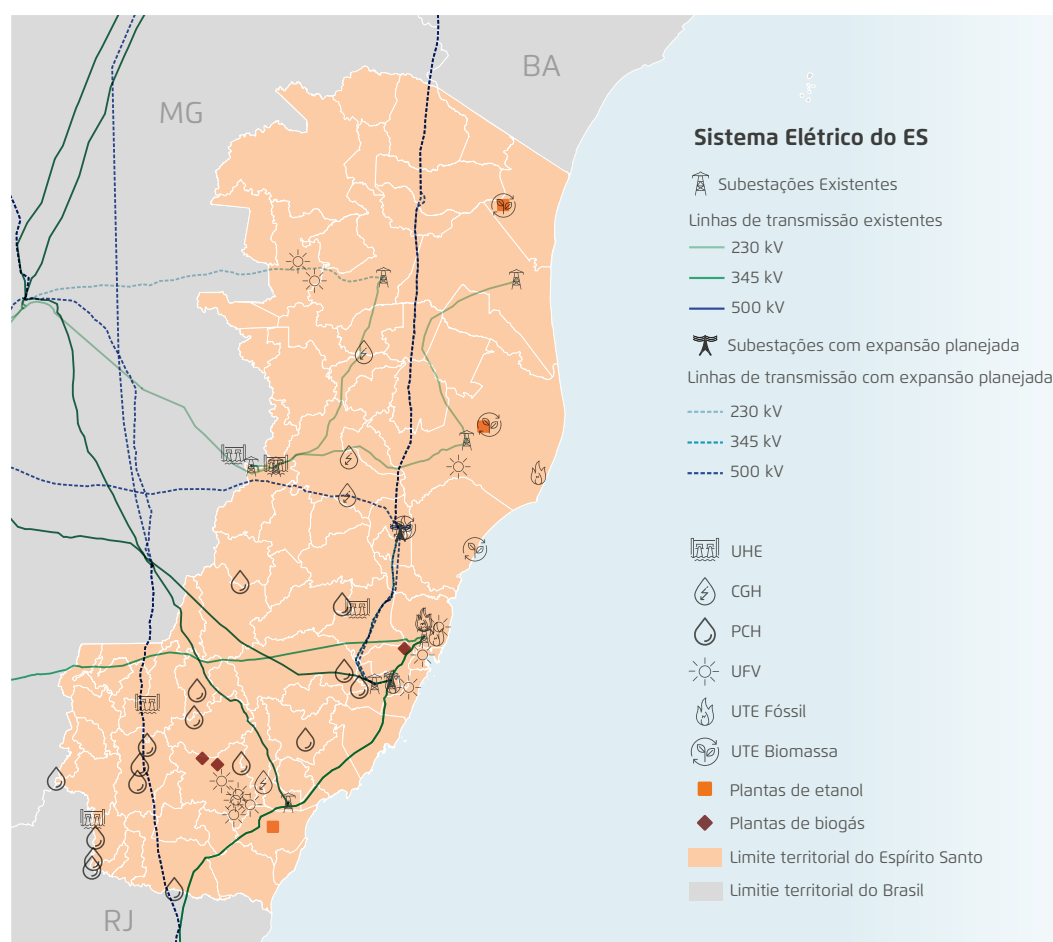 BA
MG
RJ
Sistema Elétrico do ES
Subestações Existentes
Linhas de transmissão existentes
230 kV
345 kV
500 kV
Subestações com expansão planejada
Linhas de transmissão com expansão planejada
230 kV
345 kV
500 kV
UHE
CGH
PCH
UFV
UTE Fóssil
UTE Biomassa
Plantas de etanol
Plantas de biogás
Limite territorial do Espírito Santo
Limitie territorial do Brasil